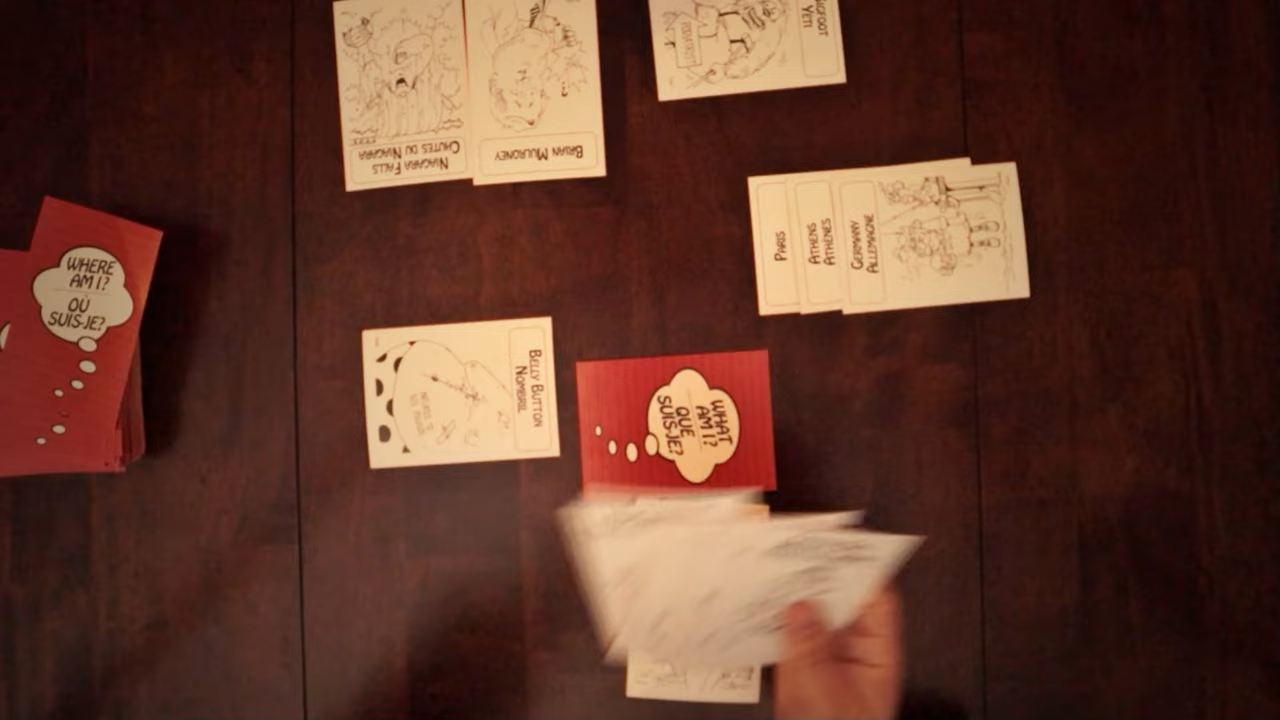 NIAGARA FALLS
CHUTES DU NIAGARA
BRIAN MULRONEY
YETI
PARIS
ATHENS
ATHÈNES
GERMANY
ALLEMAGNE
WHERE
AM I?
OÙ
SUIS-JE?
BELLY BUTTON
NOMBRIL
WHAT
AM I?
QUE
SUIS-JE?